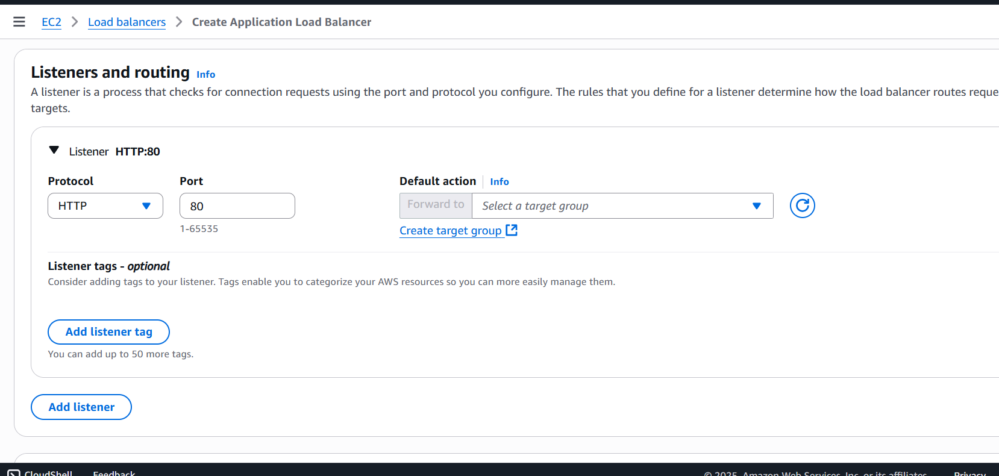 EC2 > Load balancers > Create Application Load Balancer
Listeners and routing Info
A listener is a process that checks for connection requests using the port and protocol you configure. The rules that you define for a listener determine how the load balancer routes reque
targets.
Listener HTTP:80
Protocol Port Default action Info
HTTP 80 Forward to Select a target group
1-65535 Create target group
Listener tags - optional
Consider adding tags to your listener. Tags enable you to categorize your AWS resources so you can more easily manage them.
Add listener tag
You can add up to 50 more tags.
Add listener
CloudShell Feedback © 2025, Amazon Web Services, Inc. or its affiliates. Privacy